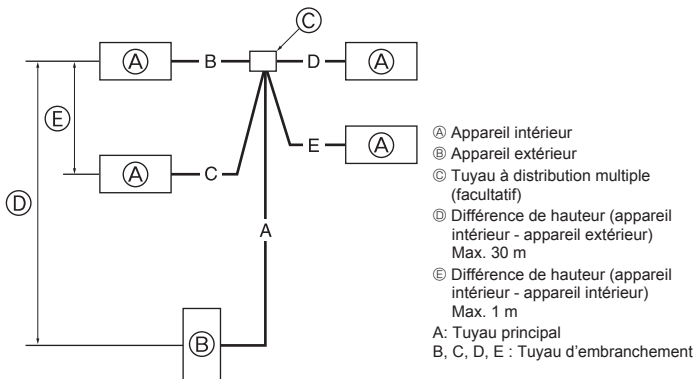 Ⓒ
Ⓐ B D Ⓐ
Ⓔ
Ⓐ C E Ⓐ
Ⓓ
A
Ⓑ
Ⓐ Appareil intérieur
Ⓑ Appareil extérieur
Ⓒ Tuyau à distribution multiple
(facultatif)
Ⓓ Différence de hauteur (appareil
intérieur - appareil extérieur)
Max. 30 m
Ⓔ Différence de hauteur (appareil
intérieur - appareil intérieur)
Max. 1 m
A: Tuyau principal
B, C, D, E : Tuyau d'embranchement